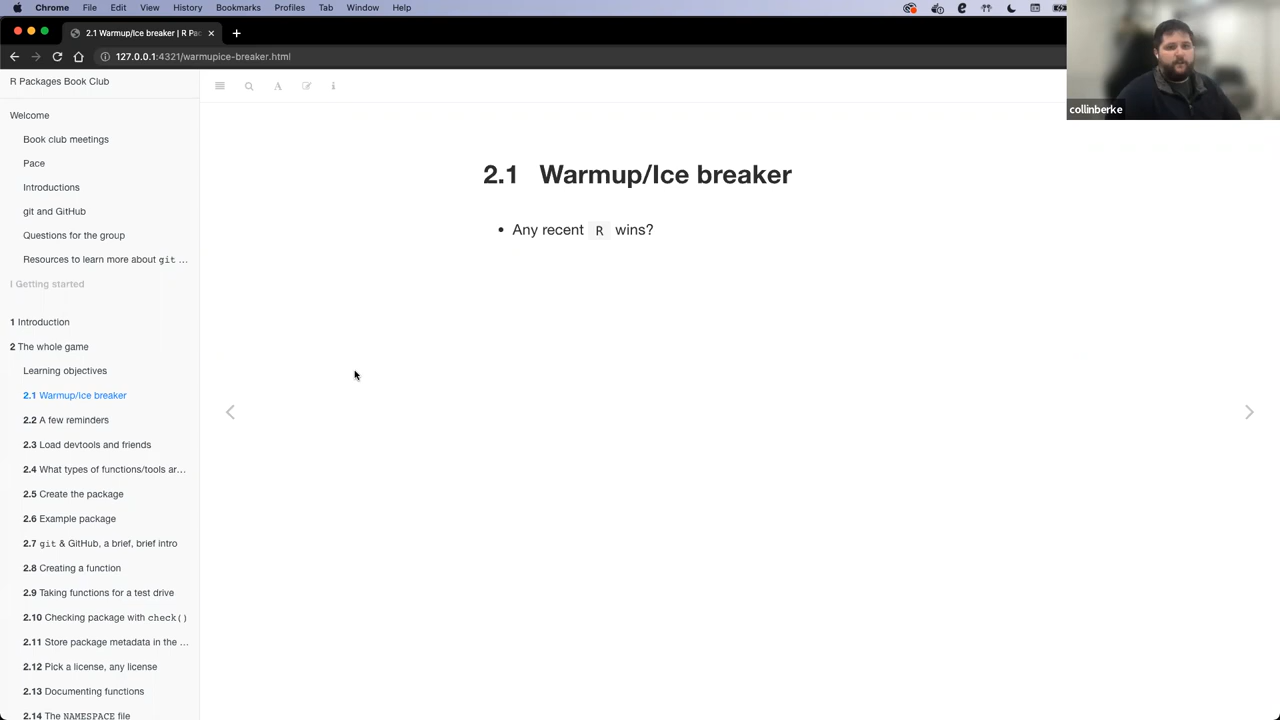 Chrome File Edit View History Bookmarks Profiles Tab Window Help
2.1 Warmup/Ice breaker | R Pac
127.0.0.1:4321/warmupice-breaker.html
collinberke
R Packages Book Club
Welcome
Book club meetings
Pace
Introductions
git and GitHub
Questions for the group
Resources to learn more about git ...
I Getting started
1 Introduction
2 The whole game
Learning objectives
2.1 Warmup/Ice breaker
2.2 A few reminders
2.3 Load devtools and friends
2.4 What types of functions/tools ar...
2.5 Create the package
2.6 Example package
2.7 git & GitHub, a brief, brief intro
2.8 Creating a function
2.9 Taking functions for a test drive
2.10 Checking package with check()
2.11 Store package metadata in the ...
2.12 Pick a license, any license
2.13 Documenting functions
2.14 The NAMESPACE file
2.1 Warmup/Ice breaker
• Any recent R wins?